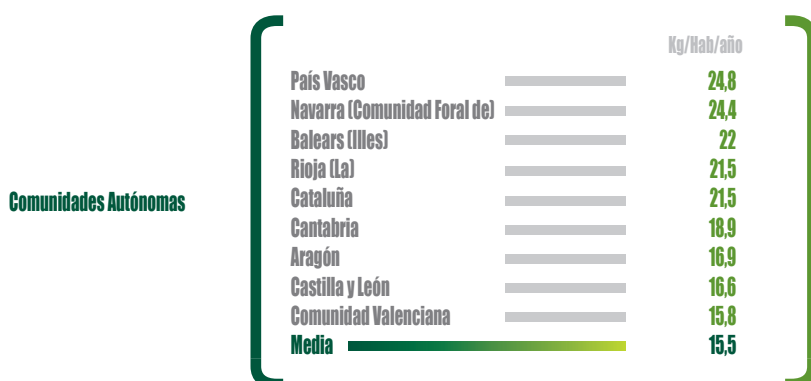 Kg/Hab/año
País Vasco 24,8
Navarra (Comunidad Foral de) 24,4
Balears (Illes) 22
Rioja (La) 21,5
Comunidades Autónomas
Cataluña 21,5
Cantabria 18,9
Aragón 16,9
Castilla y León 16,6
Comunidad Valenciana 15,8
Media 15,5